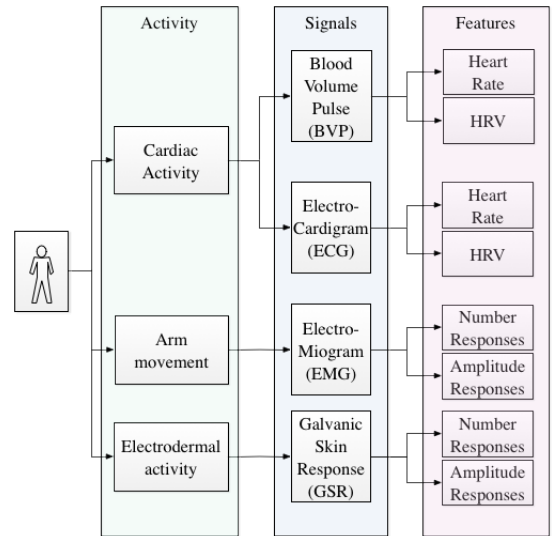 Activity
Signals
Features
Cardiac
Activity
Blood
Volume
Pulse
(BVP)
Heart
Rate
HRV
Electro-
Cardigram
(ECG)
Heart
Rate
HRV
Arm
movement
Electro-
Miogram
(EMG)
Number
Responses
Amplitude
Responses
Electrodermal
activity
Galvanic
Skin
Response
(GSR)
Number
Responses
Amplitude
Responses